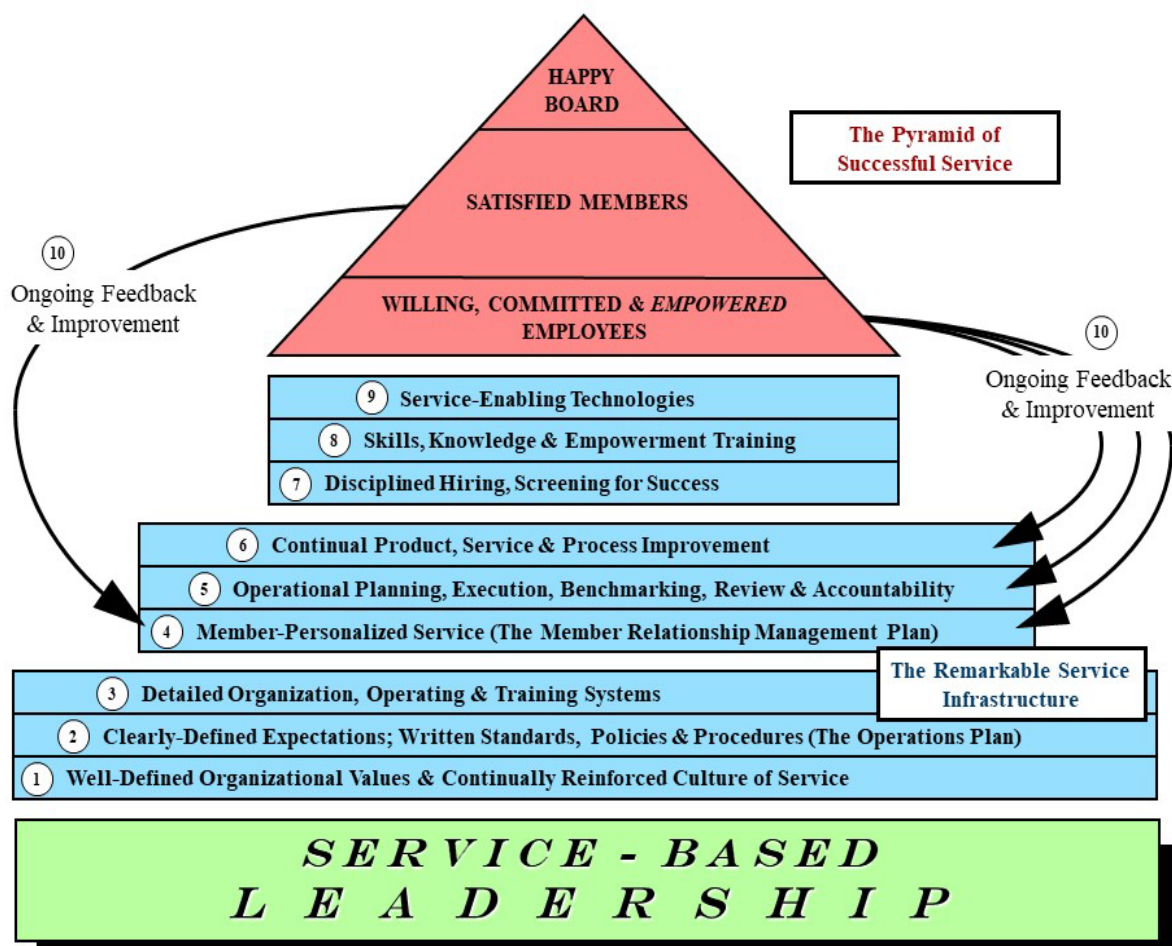 HAPPY
BOARD
The Pyramid of
Successful Service
SATISFIED MEMBERS
10
Ongoing Feedback
& Improvement
WILLING, COMMITTED & EMPOWERED
EMPLOYEES
10
Ongoing Feedback
& Improvement
9 Service-Enabling Technologies
8 Skills, Knowledge & Empowerment Training
7 Disciplined Hiring, Screening for Success
6 Continual Product, Service & Process Improvement
5 Operational Planning, Execution, Benchmarking, Review & Accountability
4 Member-Personalized Service (The Member Relationship Management Plan)
The Remarkable Service
Infrastructure
3 Detailed Organization, Operating & Training Systems
2 Clearly-Defined Expectations; Written Standards, Policies & Procedures (The Operations Plan)
1 Well-Defined Organizational Values & Continually Reinforced Culture of Service
SERVICE - BASED
LEADERSHIP